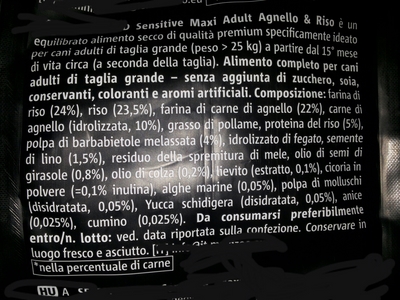 Sensitive Maxi Adult Agnello & Riso è un
equilibrato alimento secco di qualità premium specificamente ideato
per cani adulti di taglia grande (peso > 25 kg) a partire dal 15° mese
di vita circa (a seconda della taglia). Alimento completo per cani
adulti di taglia grande – senza aggiunta di zucchero, soia,
conservanti, coloranti e aromi artificiali. Composizione: farina di
riso (24%), riso (23,5%), farina di carne di agnello (22%), carne di
agnello (idrolizzata, 10%), grasso di pollame, proteina del riso (5%),
polpa di barbabietole melassata (4%), idrolizzato di fegato, semente
di lino (1,5%), residuo della spremitura di mele, olio di semi di
girasole (0,8%), olio di colza (0,2%), lievito (estratto, 0,1%), cicoria in
polvere (=0,1% inulina), alghe marine (0,05%), polpa di molluschi
(disidratata, 0,05%), Yucca schidigera (disidratata, 0,05%), anice
(0,025%), cumino (0,025%). Da consumarsi preferibilmente
entro/n. lotto: ved. data riportata sulla confezione. Conservare in
luogo fresco e asciutto.
*nella percentuale di carne
HU